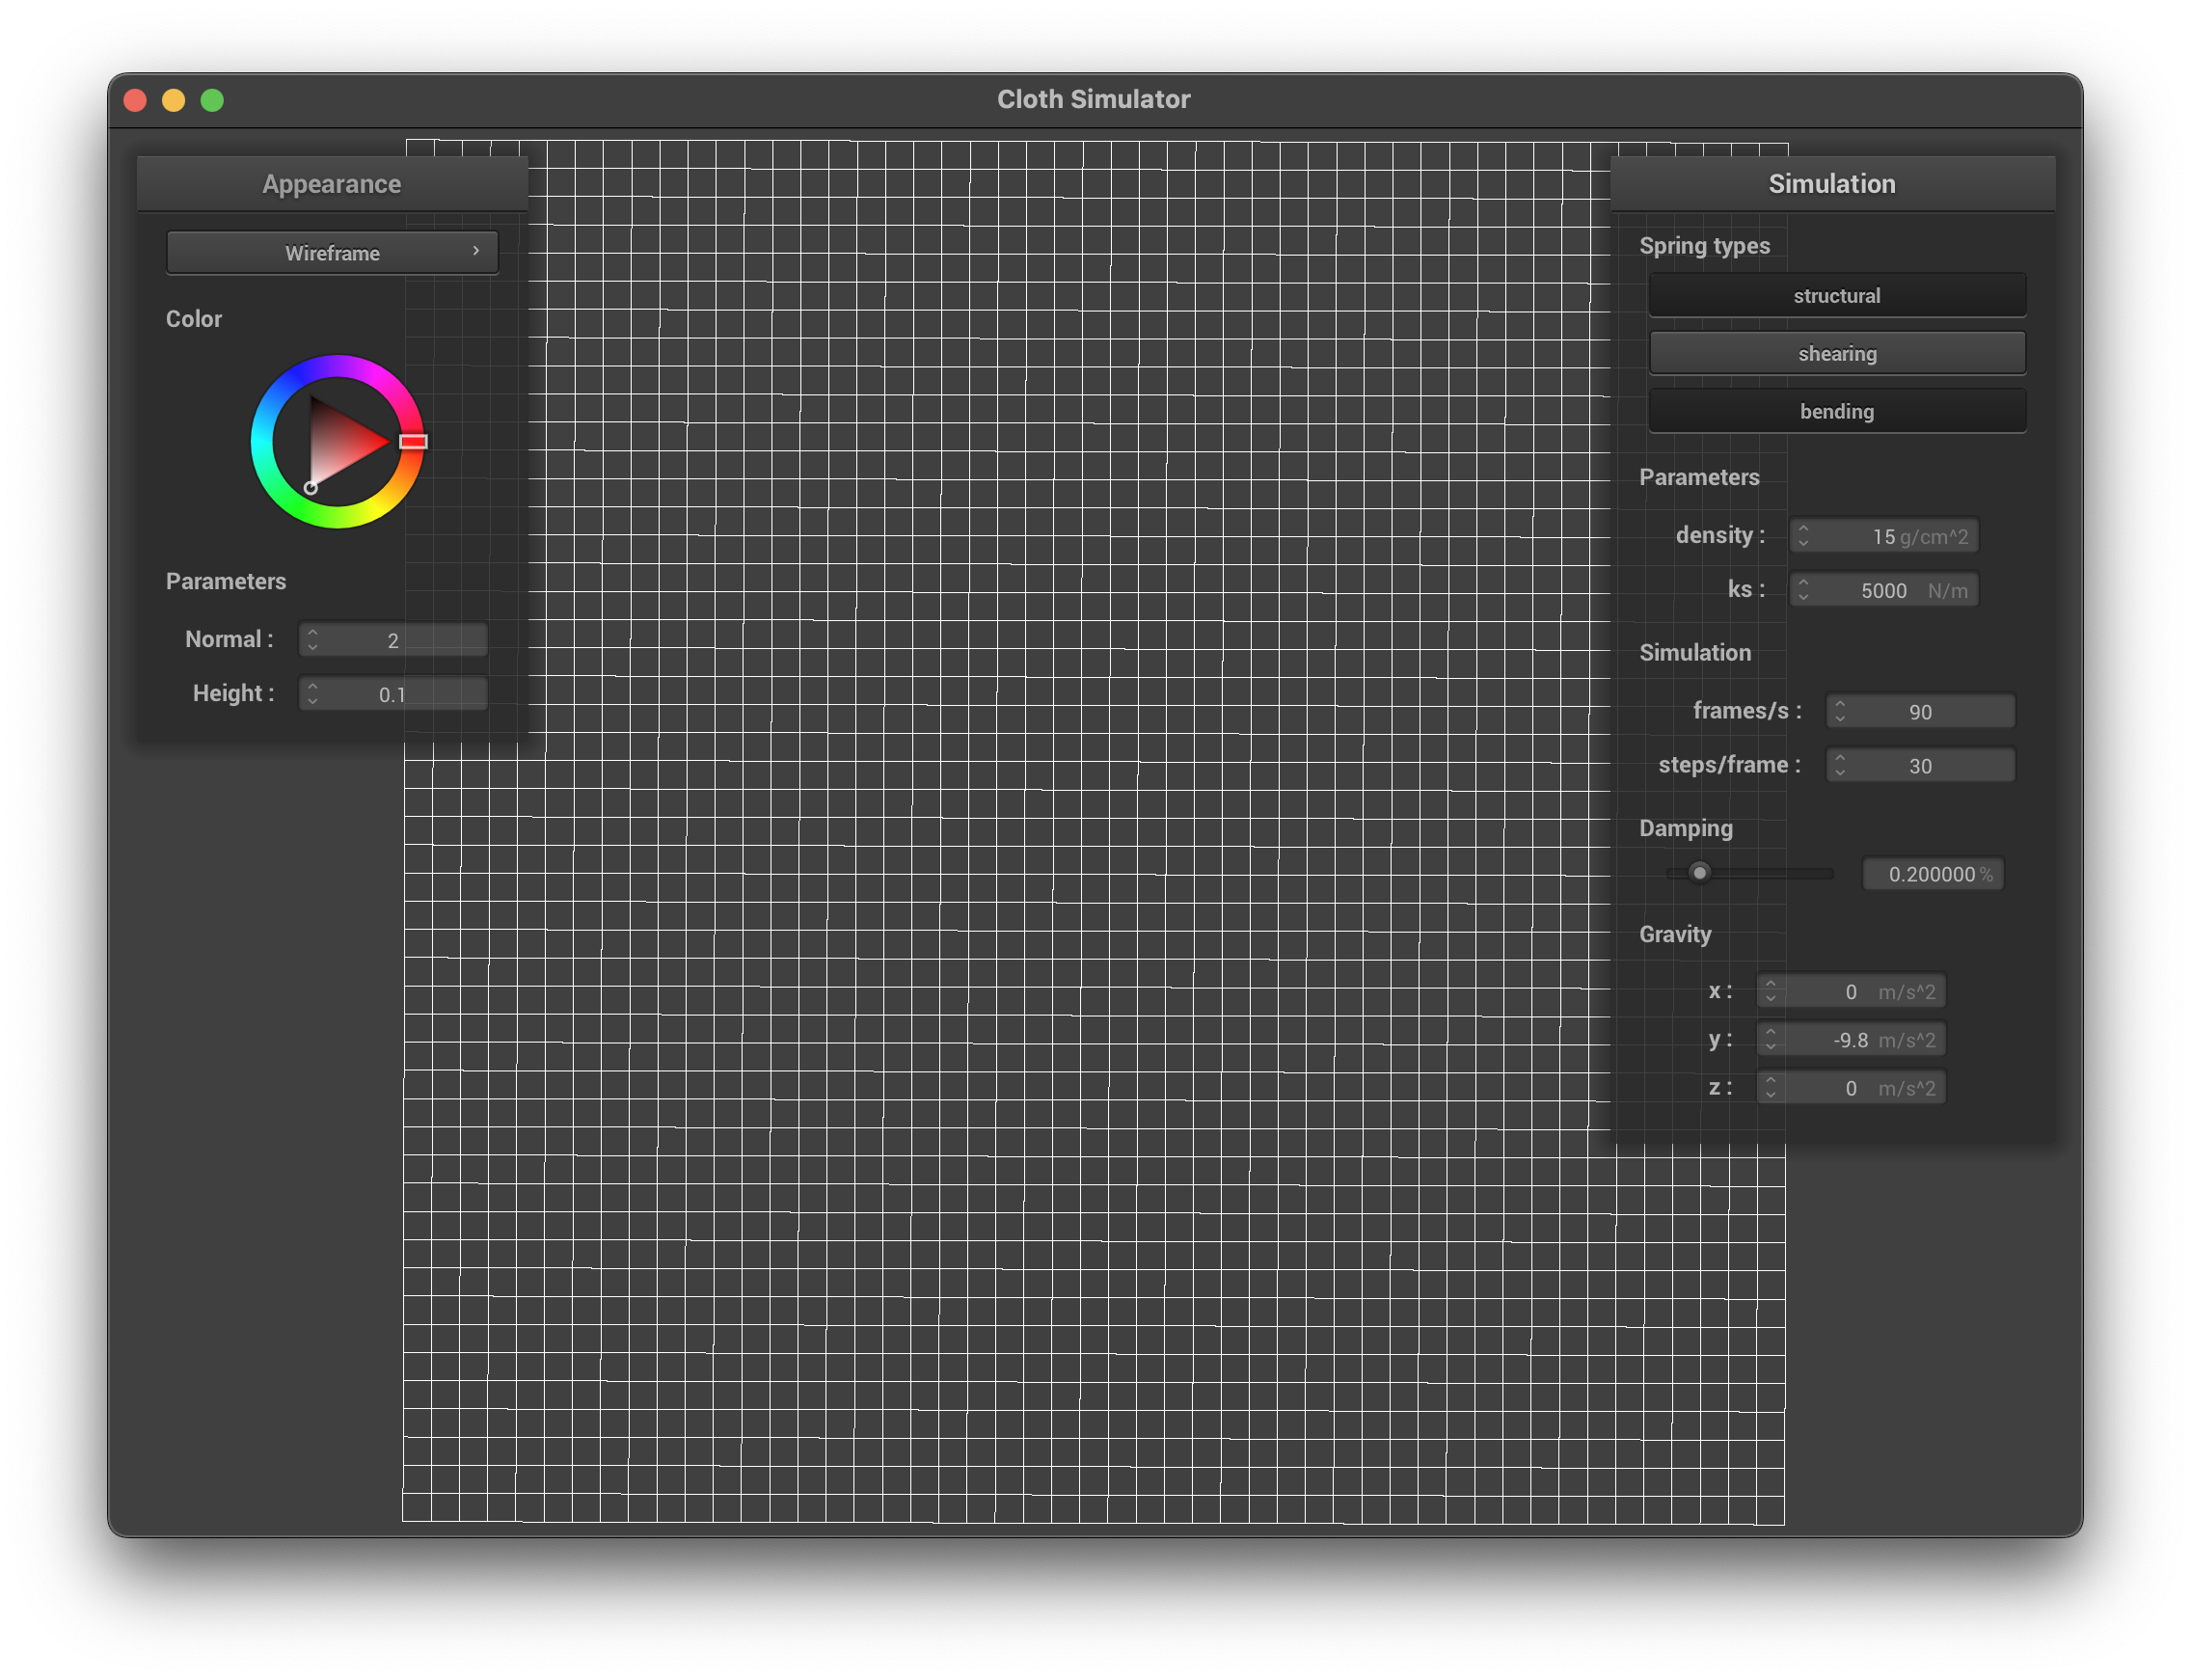 Cloth Simulator
Appearance
Wireframe
Color
Parameters
Normal : 2
Height : 0.1
Simulation
Spring types
structural
shearing
bending
Parameters
density : 15 g/cm^2
ks : 5000 N/m
Simulation
frames/s : 90
steps/frame : 30
Damping
0.200000 %
Gravity
x : 0 m/s^2
y : -9.8 m/s^2
z : 0 m/s^2